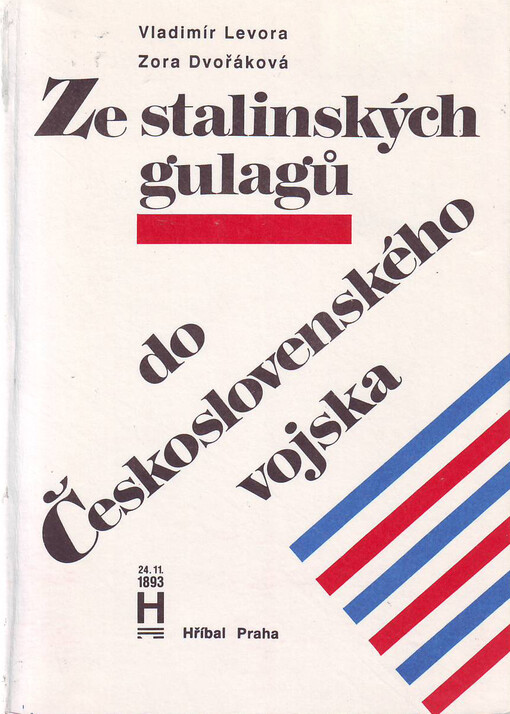 Vladimír Levora
Zora Dvořáková
Ze stalinských
gulagů
do
Československého
vojska
24.11.
1893
H
Hříbal Praha